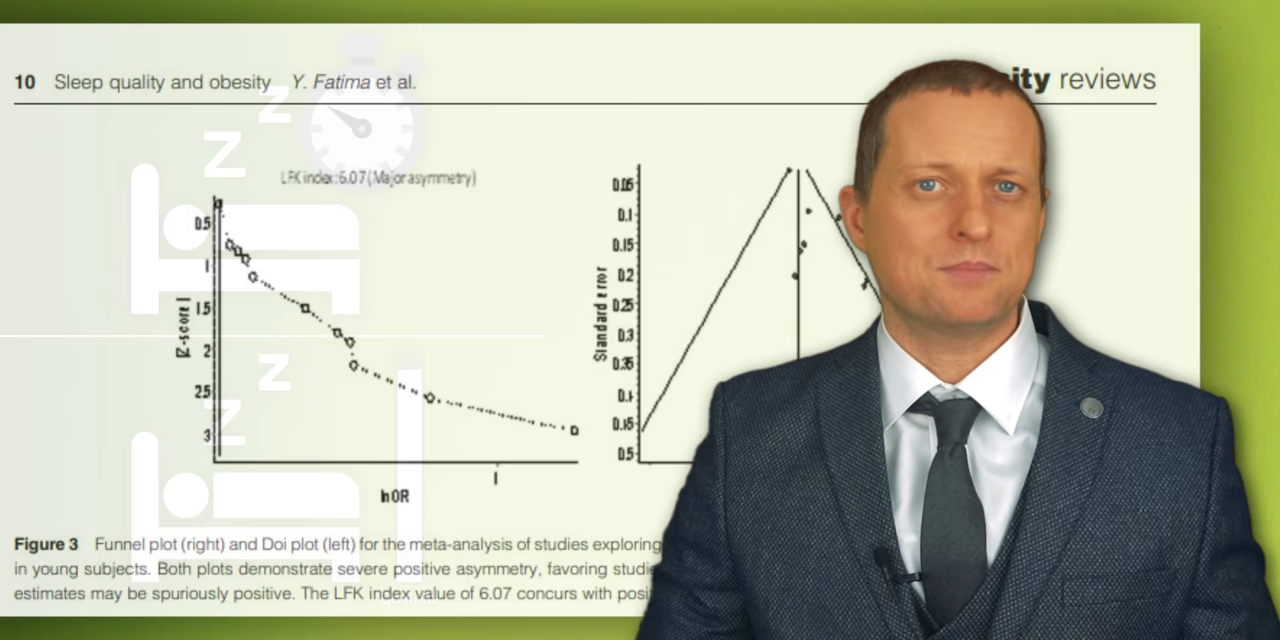 10 Sleep quality and obesity Y. Fatima et al.
ity reviews
LFK index: 6.07 (Major asymmetry)
0.5
1
1.5
2
2.5
3
|Z-score|
lnOR
Standard error
0.05
0.1
0.15
0.2
0.25
0.3
0.35
0.4
0.45
0.5
Z
Z
Z
Z
Figure 3 Funnel plot (right) and Doi plot (left) for the meta-analysis of studies exploring
in young subjects. Both plots demonstrate severe positive asymmetry, favoring studie
estimates may be spuriously positive. The LFK index value of 6.07 concurs with posi